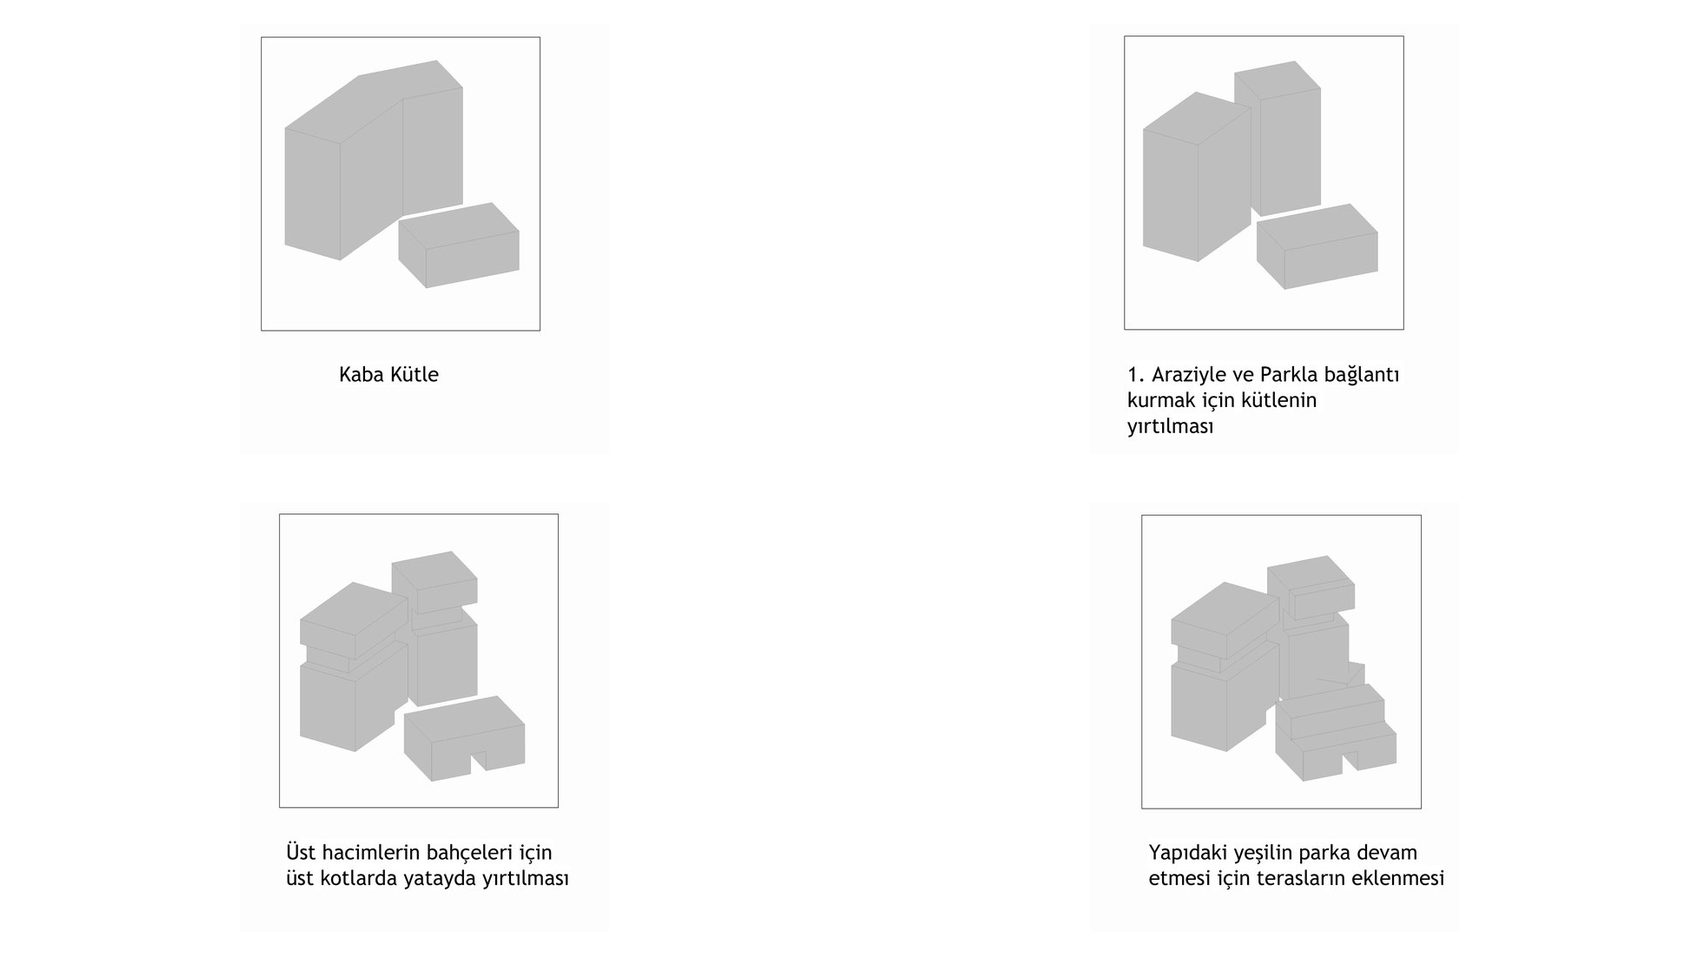 Kaba Kütle
1. Araziyle ve Parkla bağlantı
kurmak için kütlenin
yırtılması
Üst hacimlerin bahçeleri için
üst kotlarda yatayda yırtılması
Yapıdaki yeşilin parka devam
etmesi için terasların eklenmesi